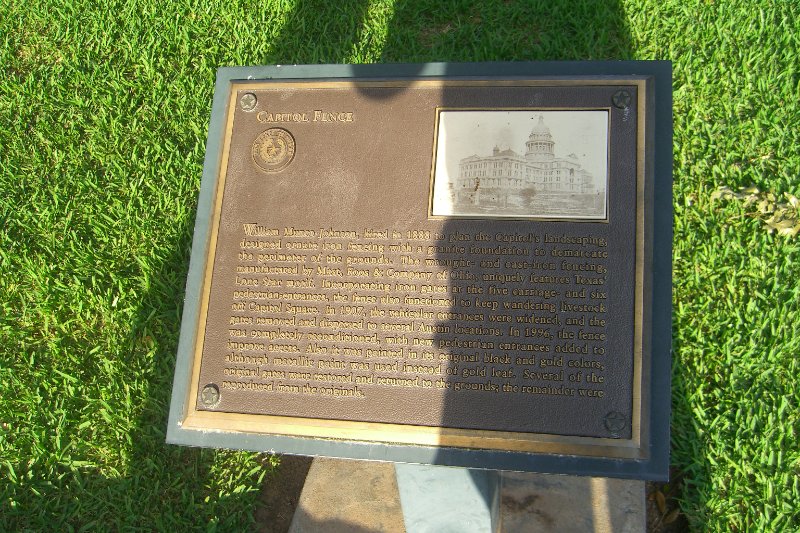 CAPITOL FENCE
William Munro Johnson, hired in 1888 to plan the Capitol's landscaping,
designed ornate iron fencing with a granite foundation to demarcate
the perimeter of the grounds. The wrought- and cast-iron fencing,
manufactured by Mast, Foos & Company of Ohio, uniquely features Texas'
Lone Star motif. Incorporating iron gates at the five carriage- and six
pedestrian-entrances, the fence also functioned to keep wandering livestock
off Capitol Square. In 1907, the vehicular entrances were widened, and the
gates removed and dispersed to several Austin locations. In 1996, the fence
was completely reconditioned, with new pedestrian entrances added to
improve access. Also it was painted in its original black and gold colors,
although metallic paint was used instead of gold leaf. Several of the
original gates were restored and returned to the grounds; the remainder were
reproduced from the originals.